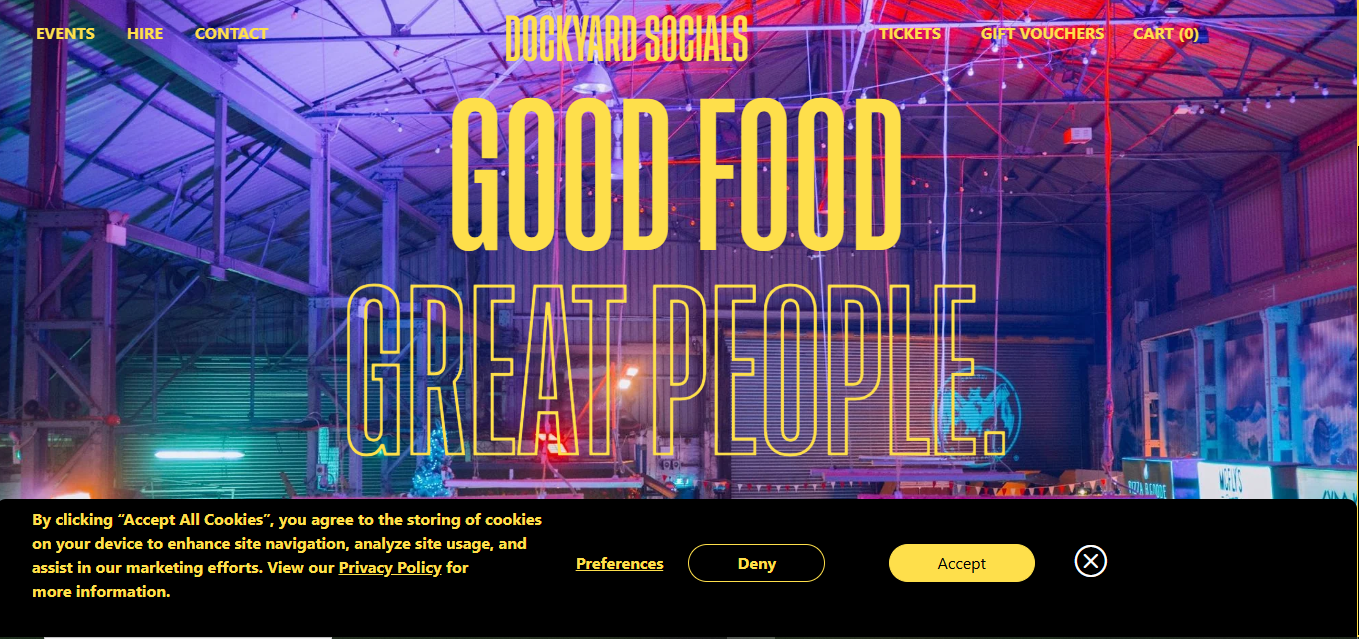 EVENTS HIRE CONTACT DOCKYARD SOCIALS TICKETS GIFT VOUCHERS CART (0)
GOOD FOOD
GREAT PEOPLE.
PIZZA
MCFLY'S
By clicking “Accept All Cookies”, you agree to the storing of cookies
on your device to enhance site navigation, analyze site usage, and
assist in our marketing efforts. View our Privacy Policy for
more information.
Preferences Deny Accept